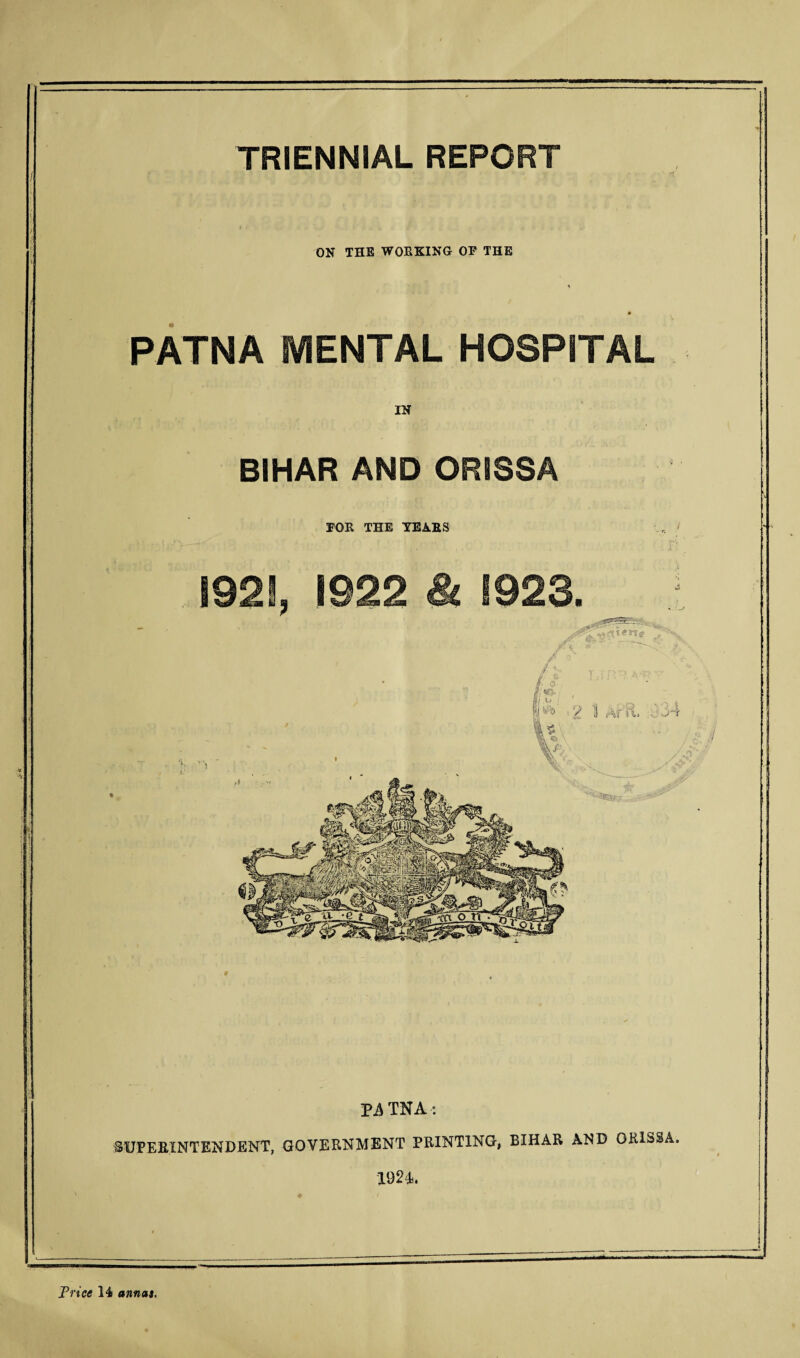 TRIENNIAL REPORT
ON THE WORKING OF THE
PATNA MENTAL HOSPITAL
IN
BIHAR AND ORISSA
FOR THE YEARS
1921, 1922 & 1923.
LIBRARY
PATNA:
SUPERINTENDENT, GOVERNMENT PRINTING, BIHAR AND ORISSA.
1924.
Price 14 annas.